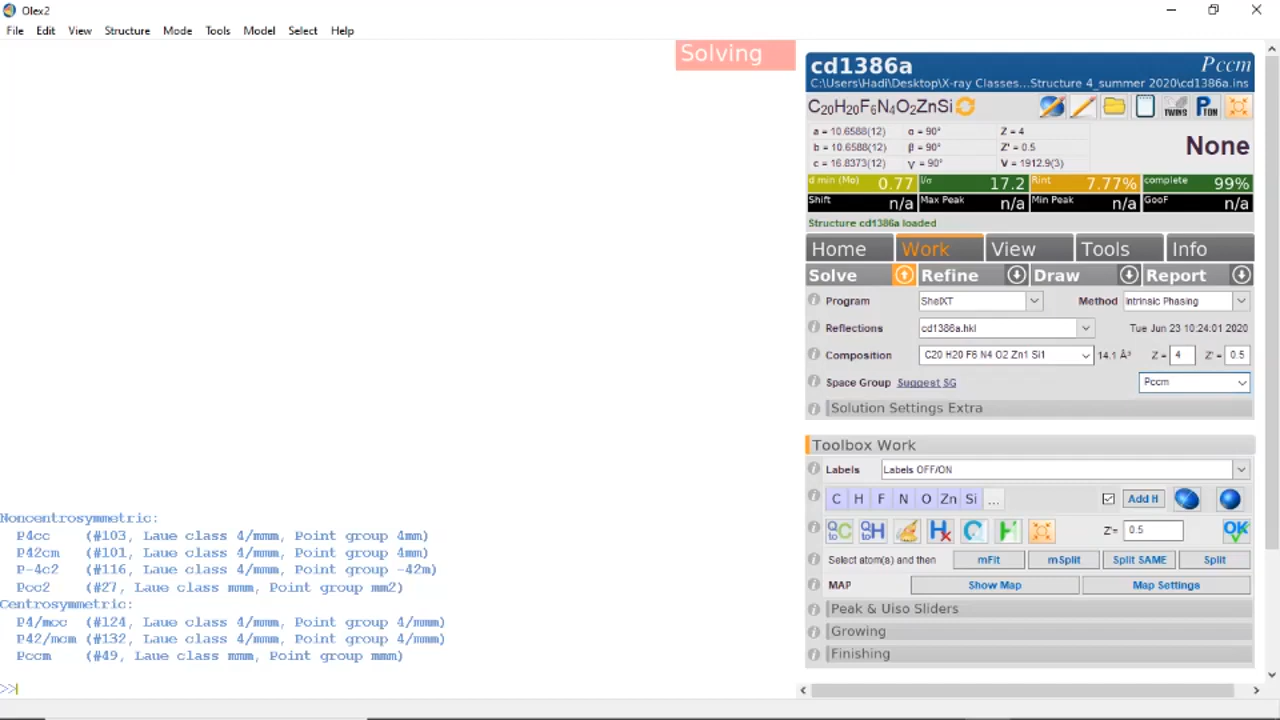 Olex2
File Edit View Structure Mode Tools Model Select Help
Solving
cd1386a Pccm
C:\Users\Hadi\Desktop\X-ray Classes...Structure 4_summer 2020\cd1386a.ins
C20H20F6N4O2ZnSi TWINS
a = 10.6588(12) α = 90° Z = 4
b = 10.6588(12) β = 90° Z' = 0.5 None
c = 16.8373(12) γ = 90° V = 1912.9(3)
d min (Mo) 0.77 I/σ 17.2 Rint 7.77% complete 99%
Shift n/a Max Peak n/a Min Peak n/a GooF n/a
Structure cd1386a loaded
Home Work View Tools Info
Solve Refine Draw Report
Program ShelXT Method Intrinsic Phasing
Reflections cd1386a.hkl Tue Jun 23 10:24:01 2020
Composition C20 H20 F6 N4 O2 Zn1 Si1 14.1 Å³ Z = 4 Z' = 0.5
Space Group Suggest SG Pccm
Solution Settings Extra
Toolbox Work
Labels Labels OFF/ON
C H F N O Zn Si ... Add H
Z'= 0.5 OK
Select atom(s) and then mFit mSplit Split SAME Split
MAP Show Map Map Settings
Peak & Uiso Sliders
Growing
Finishing
Noncentrosymmetric:
P4cc (#103, Laue class 4/mmm, Point group 4mm)
P42cm (#101, Laue class 4/mmm, Point group 4mm)
P-4c2 (#116, Laue class 4/mmm, Point group -42m)
Pcc2 (#27, Laue class mmm, Point group mm2)
Centrosymmetric:
P4/mcc (#124, Laue class 4/mmm, Point group 4/mmm)
P42/mcm (#132, Laue class 4/mmm, Point group 4/mmm)
Pccm (#49, Laue class mmm, Point group mmm)
>>